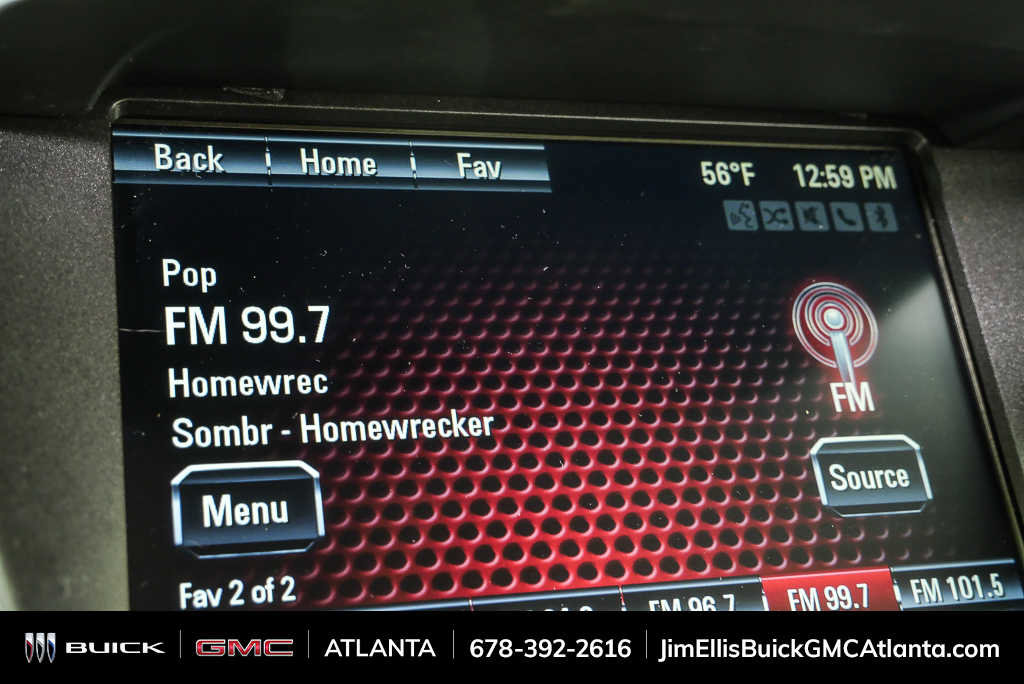 Back Home Fav 56°F 12:59 PM
Pop
FM 99.7
Homewrec
Sombr - Homewrecker
FM
Menu
Source
Fav 2 of 2
FM 96.7 FM 99.7 FM 101.5
BUICK GMC ATLANTA 678-392-2616 JimEllisBuickGMCAtlanta.com